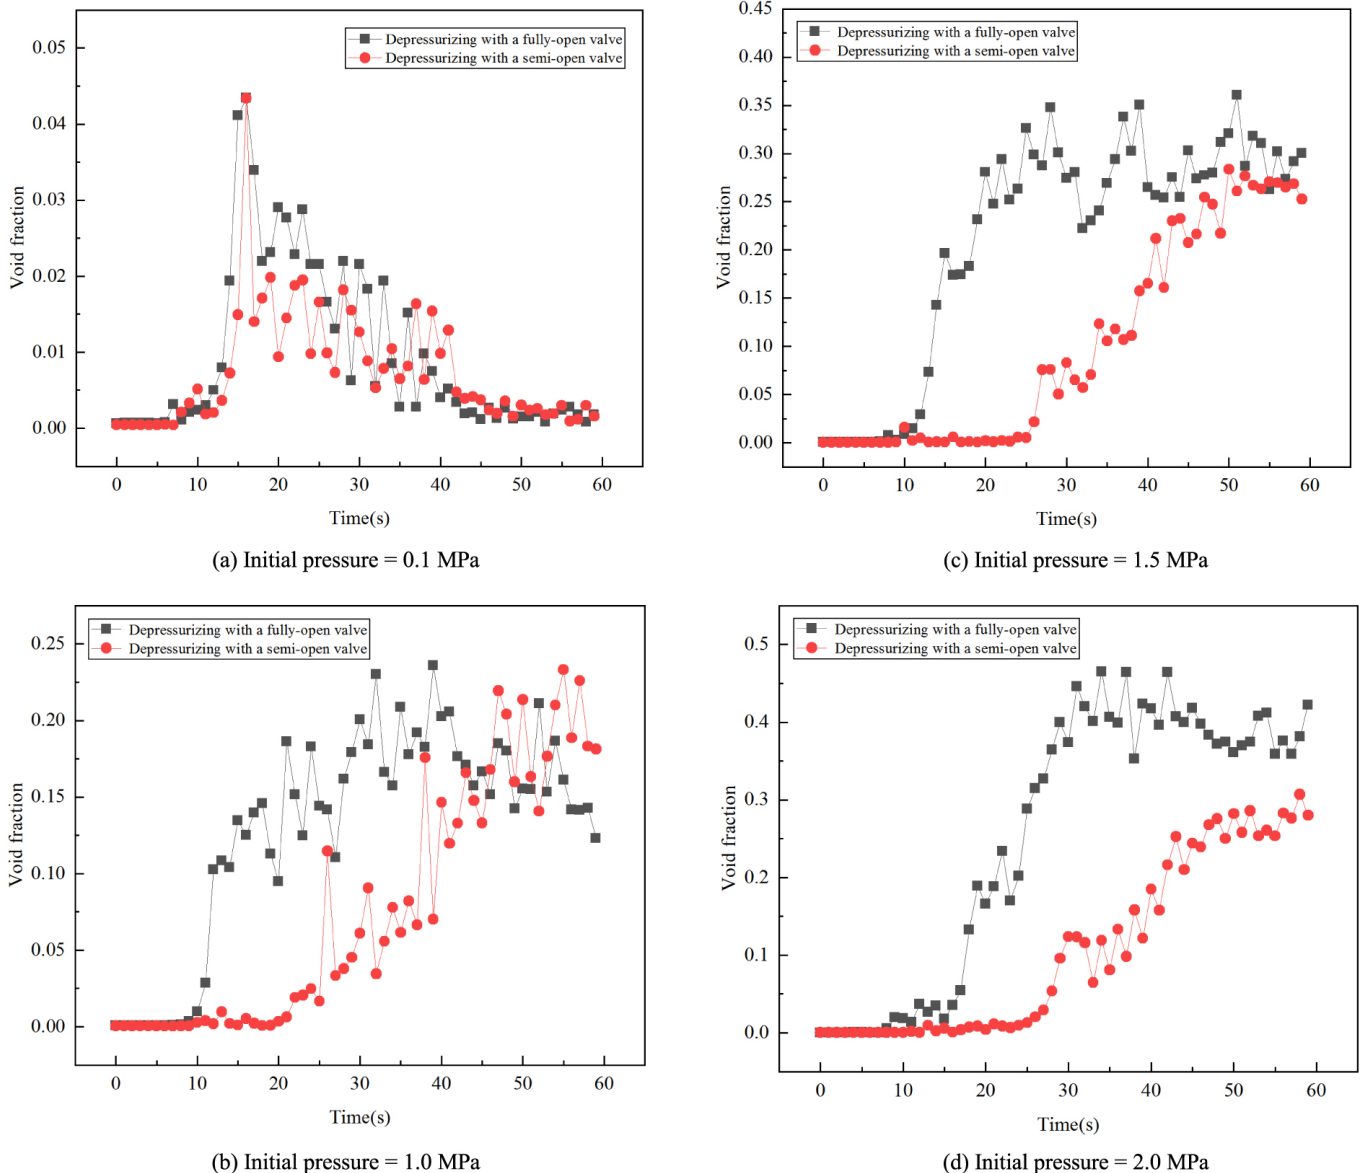 Depressurizing with a fully-open valve
Depressurizing with a semi-open valve
0.05
0.04
0.03
0.02
0.01
0.00
Void fraction
0 10 20 30 40 50 60
Time(s)
(a) Initial pressure = 0.1 MPa
Depressurizing with a fully-open valve
Depressurizing with a semi-open valve
0.45
0.40
0.35
0.30
0.25
0.20
0.15
0.10
0.05
0.00
Void fraction
0 10 20 30 40 50 60
Time(s)
(c) Initial pressure = 1.5 MPa
Depressurizing with a fully-open valve
Depressurizing with a semi-open valve
0.25
0.20
0.15
0.10
0.05
0.00
Void fraction
0 10 20 30 40 50 60
Time(s)
(b) Initial pressure = 1.0 MPa
Depressurizing with a fully-open valve
Depressurizing with a semi-open valve
0.5
0.4
0.3
0.2
0.1
0.0
Void fraction
0 10 20 30 40 50 60
Time(s)
(d) Initial pressure = 2.0 MPa